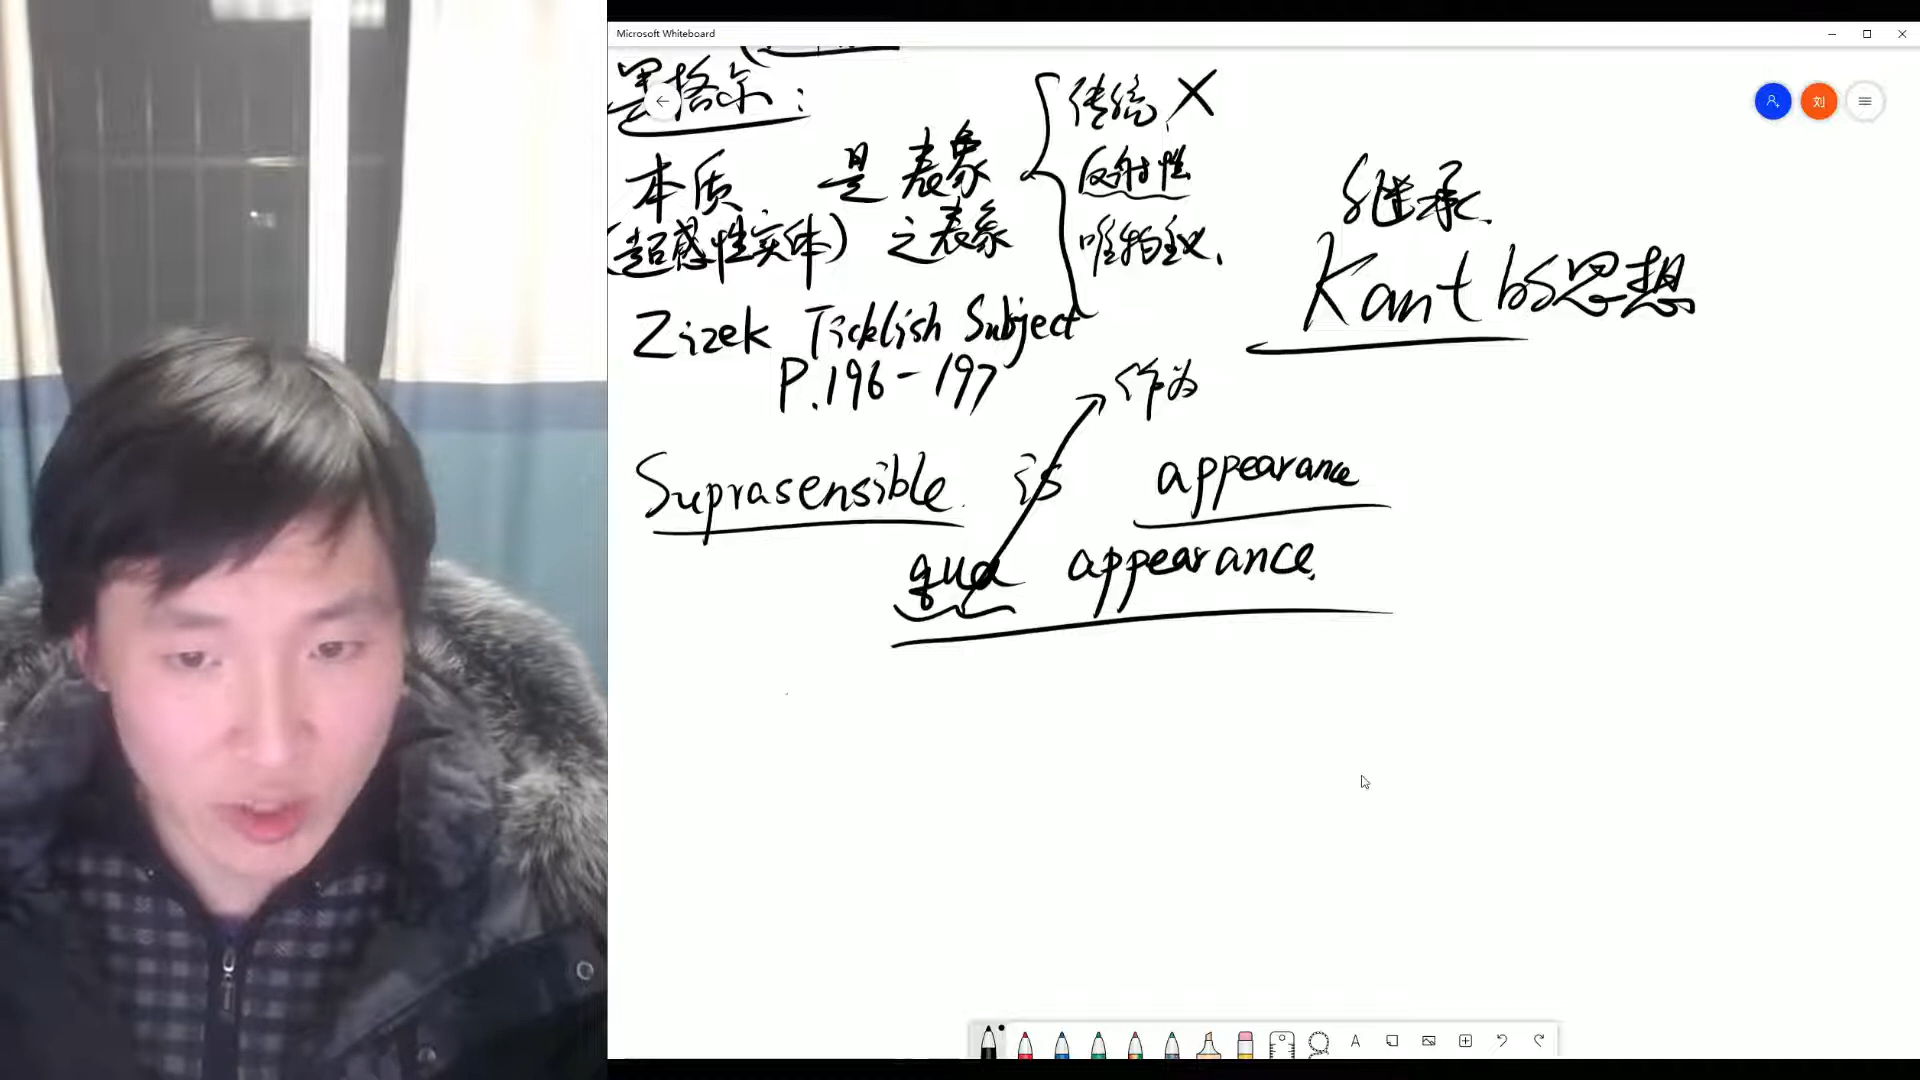 Microsoft Whiteboard
黑格尔:
本质 是 表象
(超感性实体) 之表象
传统 X
反射性
唯物主义.
继承.
Kant 的思想
Zizek Ticklish Subject
P.196-197
作为
Suprasensible is appearance
qua appearance.
刘